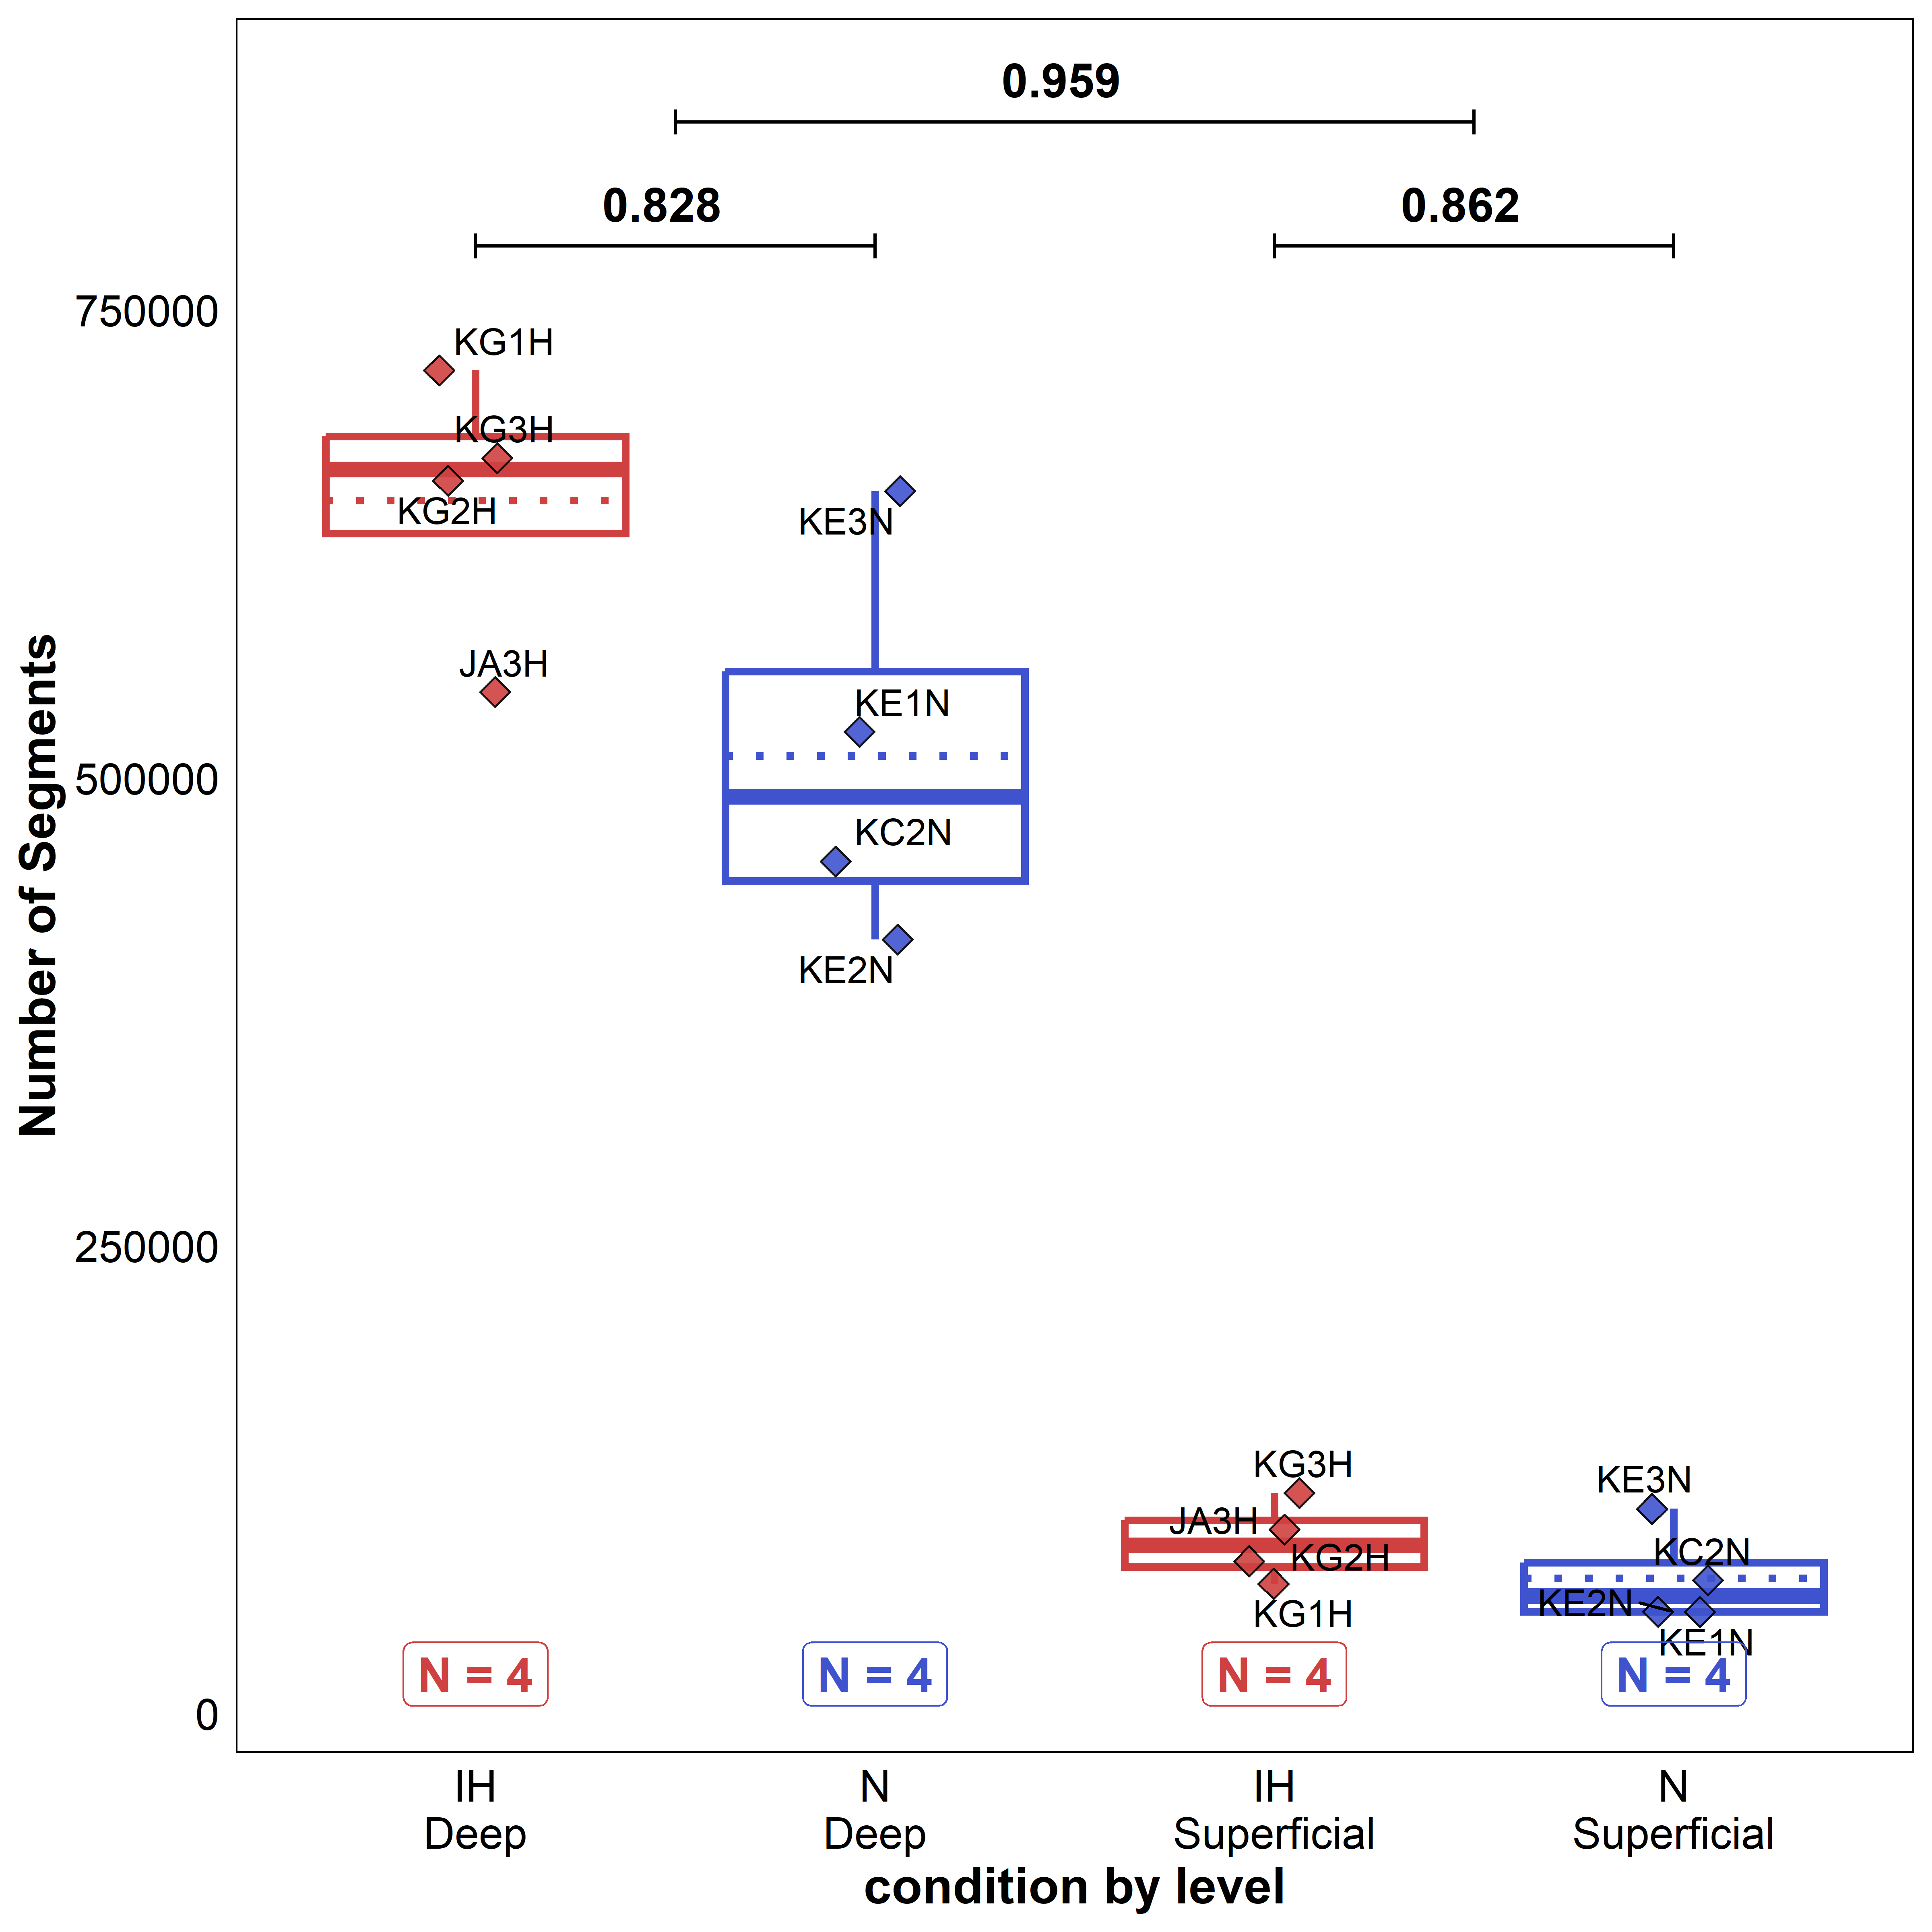 0.959
0.828
0.862
750000
500000
250000
0
Number of Segments
KG1H
KG3H
KG2H
JA3H
KE3N
KE1N
KC2N
KE2N
KG3H
JA3H
KG2H
KG1H
KE3N
KC2N
KE2N
KE1N
N = 4
N = 4
N = 4
N = 4
IH
Deep
N
Deep
IH
Superficial
N
Superficial
condition by level